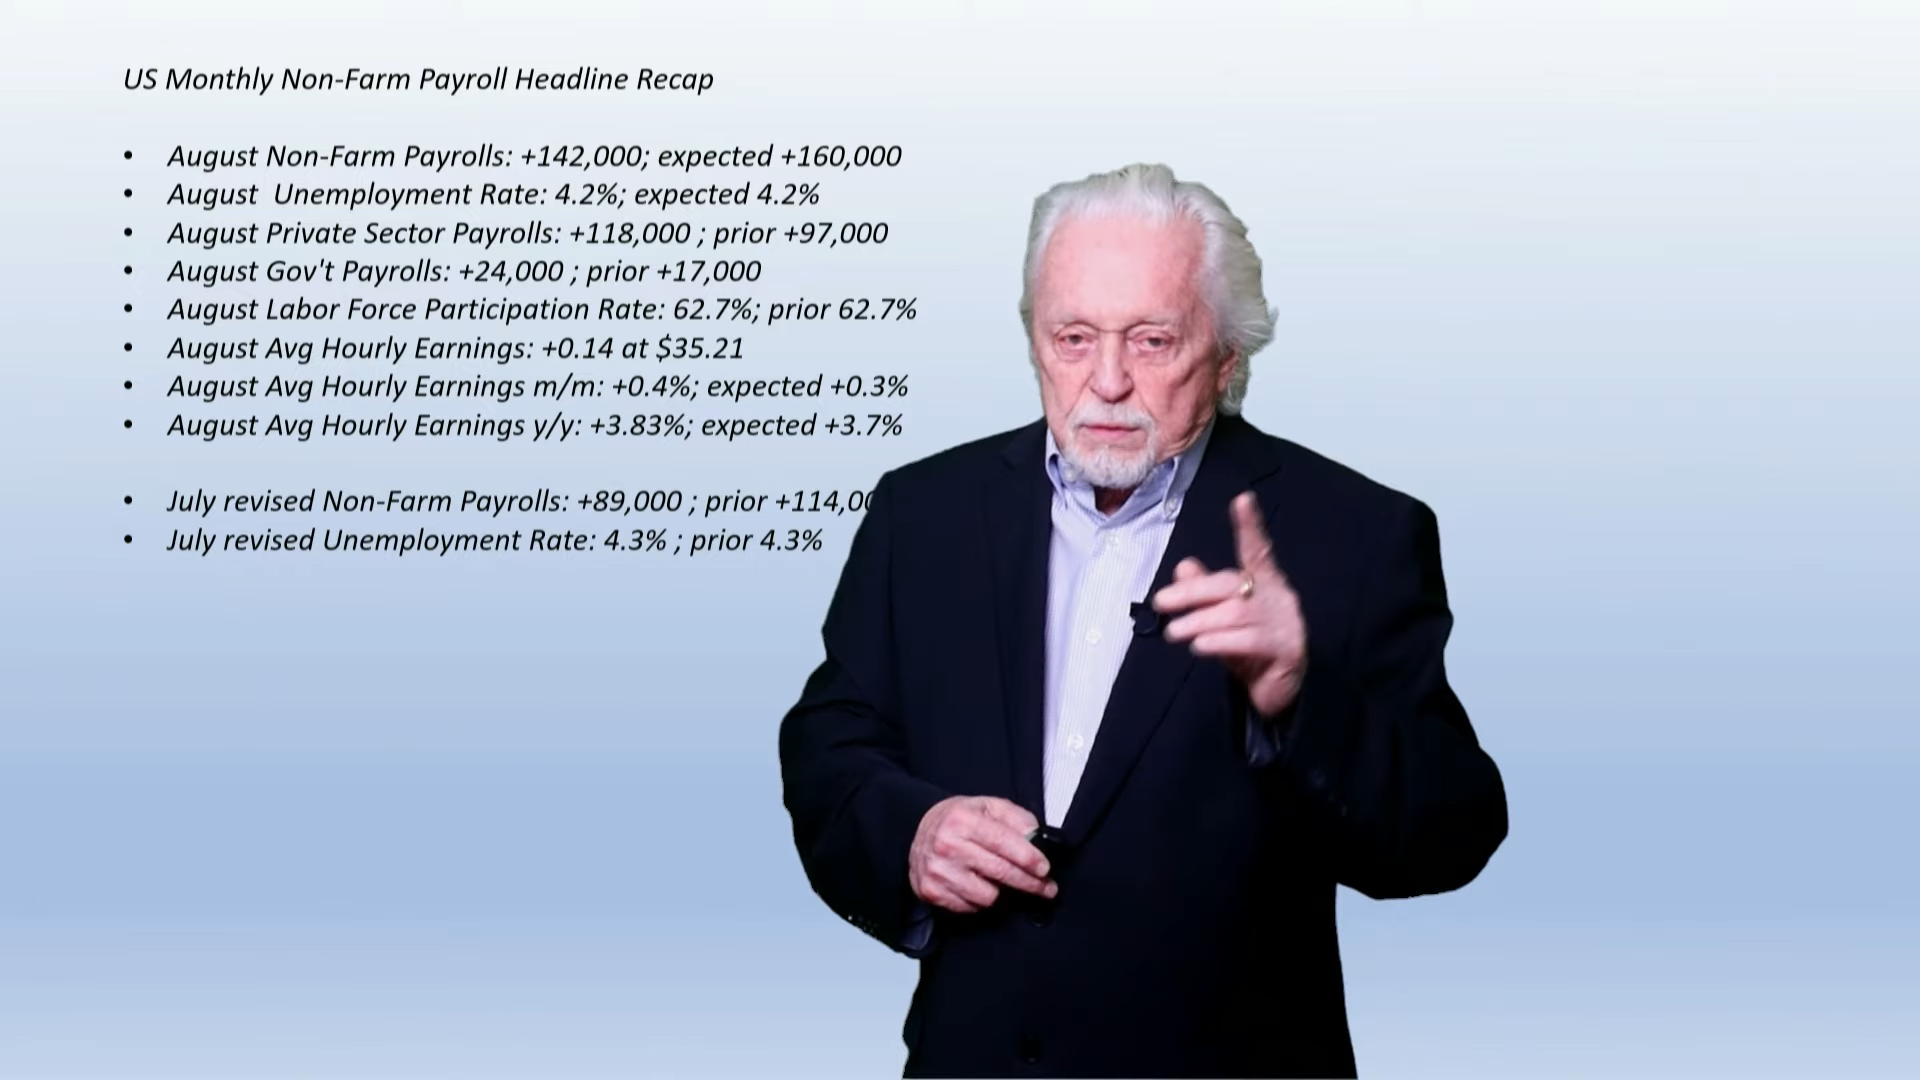 US Monthly Non-Farm Payroll Headline Recap
• August Non-Farm Payrolls: +142,000; expected +160,000
• August  Unemployment Rate: 4.2%; expected 4.2%
• August Private Sector Payrolls: +118,000 ; prior +97,000
• August Gov't Payrolls: +24,000 ; prior +17,000
• August Labor Force Participation Rate: 62.7%; prior 62.7%
• August Avg Hourly Earnings: +0.14 at $35.21
• August Avg Hourly Earnings m/m: +0.4%; expected +0.3%
• August Avg Hourly Earnings y/y: +3.83%; expected +3.7%
• July revised Non-Farm Payrolls: +89,000 ; prior
• July revised Unemployment Rate: 4.3% ; prior 4.3%